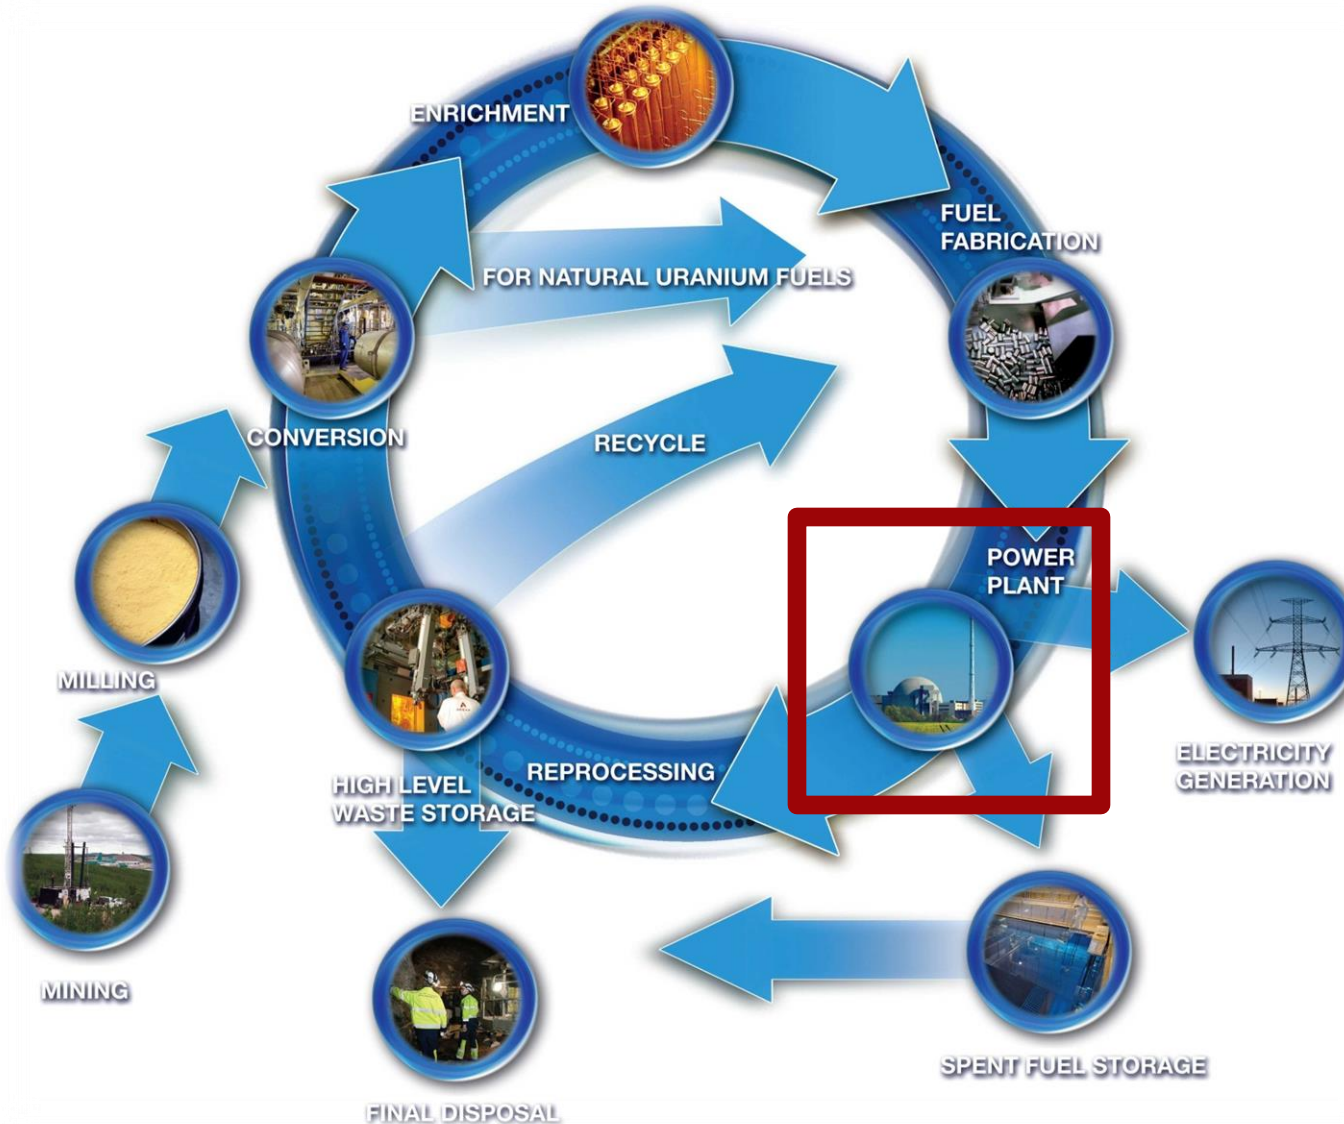 ENRICHMENT
FUEL
FABRICATION
FOR NATURAL URANIUM FUELS
CONVERSION
RECYCLE
POWER
PLANT
MILLING
ELECTRICITY
GENERATION
REPROCESSING
HIGH LEVEL
WASTE STORAGE
MINING
SPENT FUEL STORAGE
FINAL DISPOSAL